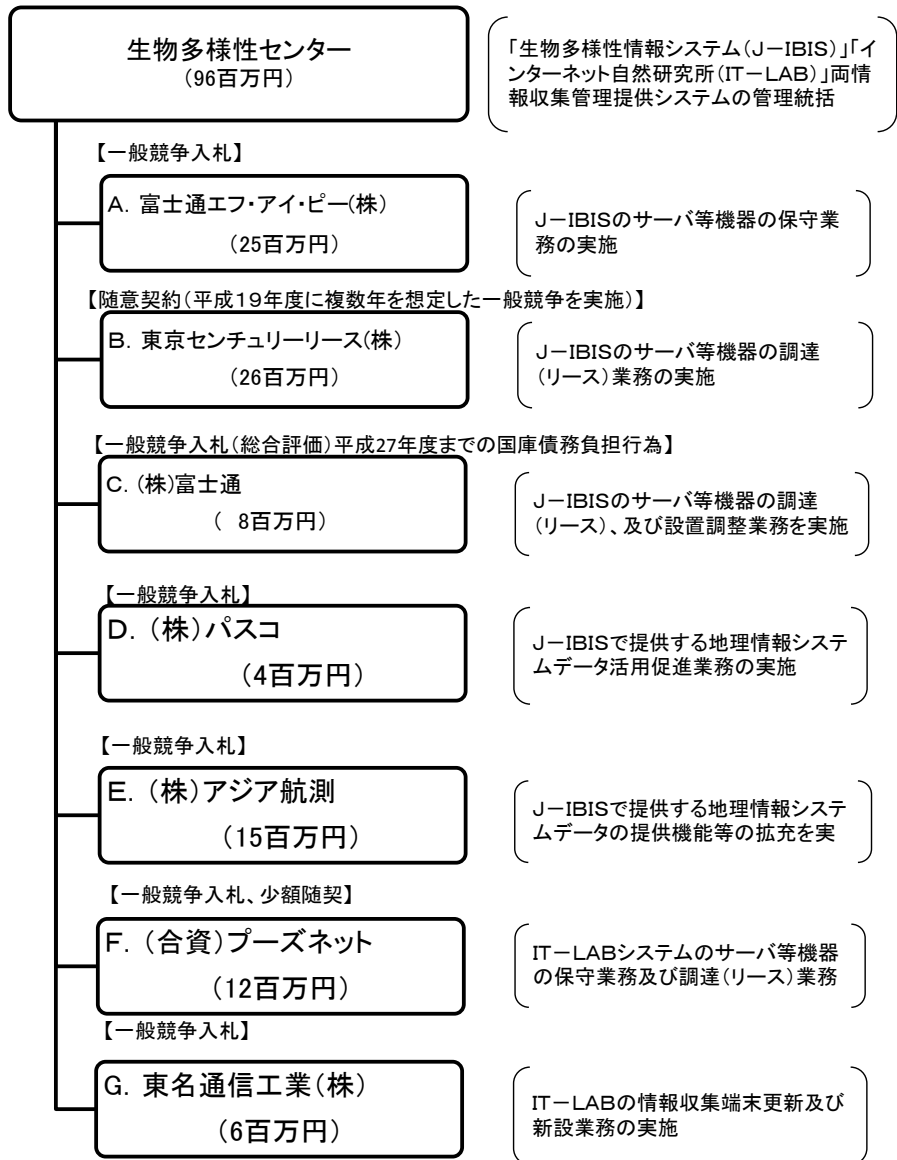 生物多様性センター
(96百万円)
「生物多様性情報システム(J-IBIS)」「イ
ンターネット自然研究所(IT-LAB)」両情
報収集管理提供システムの管理統括
【一般競争入札】
A. 富士通エフ・アイ・ピー(株)
(25百万円)
J-IBISのサーバ等機器の保守業
務の実施
【随意契約(平成19年度に複数年を想定した一般競争を実施)】
B. 東京センチュリーリース(株)
(26百万円)
J-IBISのサーバ等機器の調達
(リース)業務の実施
【一般競争入札(総合評価)平成27年度までの国庫債務負担行為】
C. (株)富士通
( 8百万円)
J-IBISのサーバ等機器の調達
(リース)、及び設置調整業務を実施
【一般競争入札】
D. (株)パスコ
(4百万円)
J-IBISで提供する地理情報システ
ムデータ活用促進業務の実施
【一般競争入札】
E. (株)アジア航測
(15百万円)
J-IBISで提供する地理情報システ
ムデータの提供機能等の拡充を実
【一般競争入札、少額随契】
F. (合資)プーズネット
(12百万円)
IT-LABシステムのサーバ等機器
の保守業務及び調達(リース)業務
【一般競争入札】
G. 東名通信工業(株)
(6百万円)
IT-LABの情報収集端末更新及び
新設業務の実施